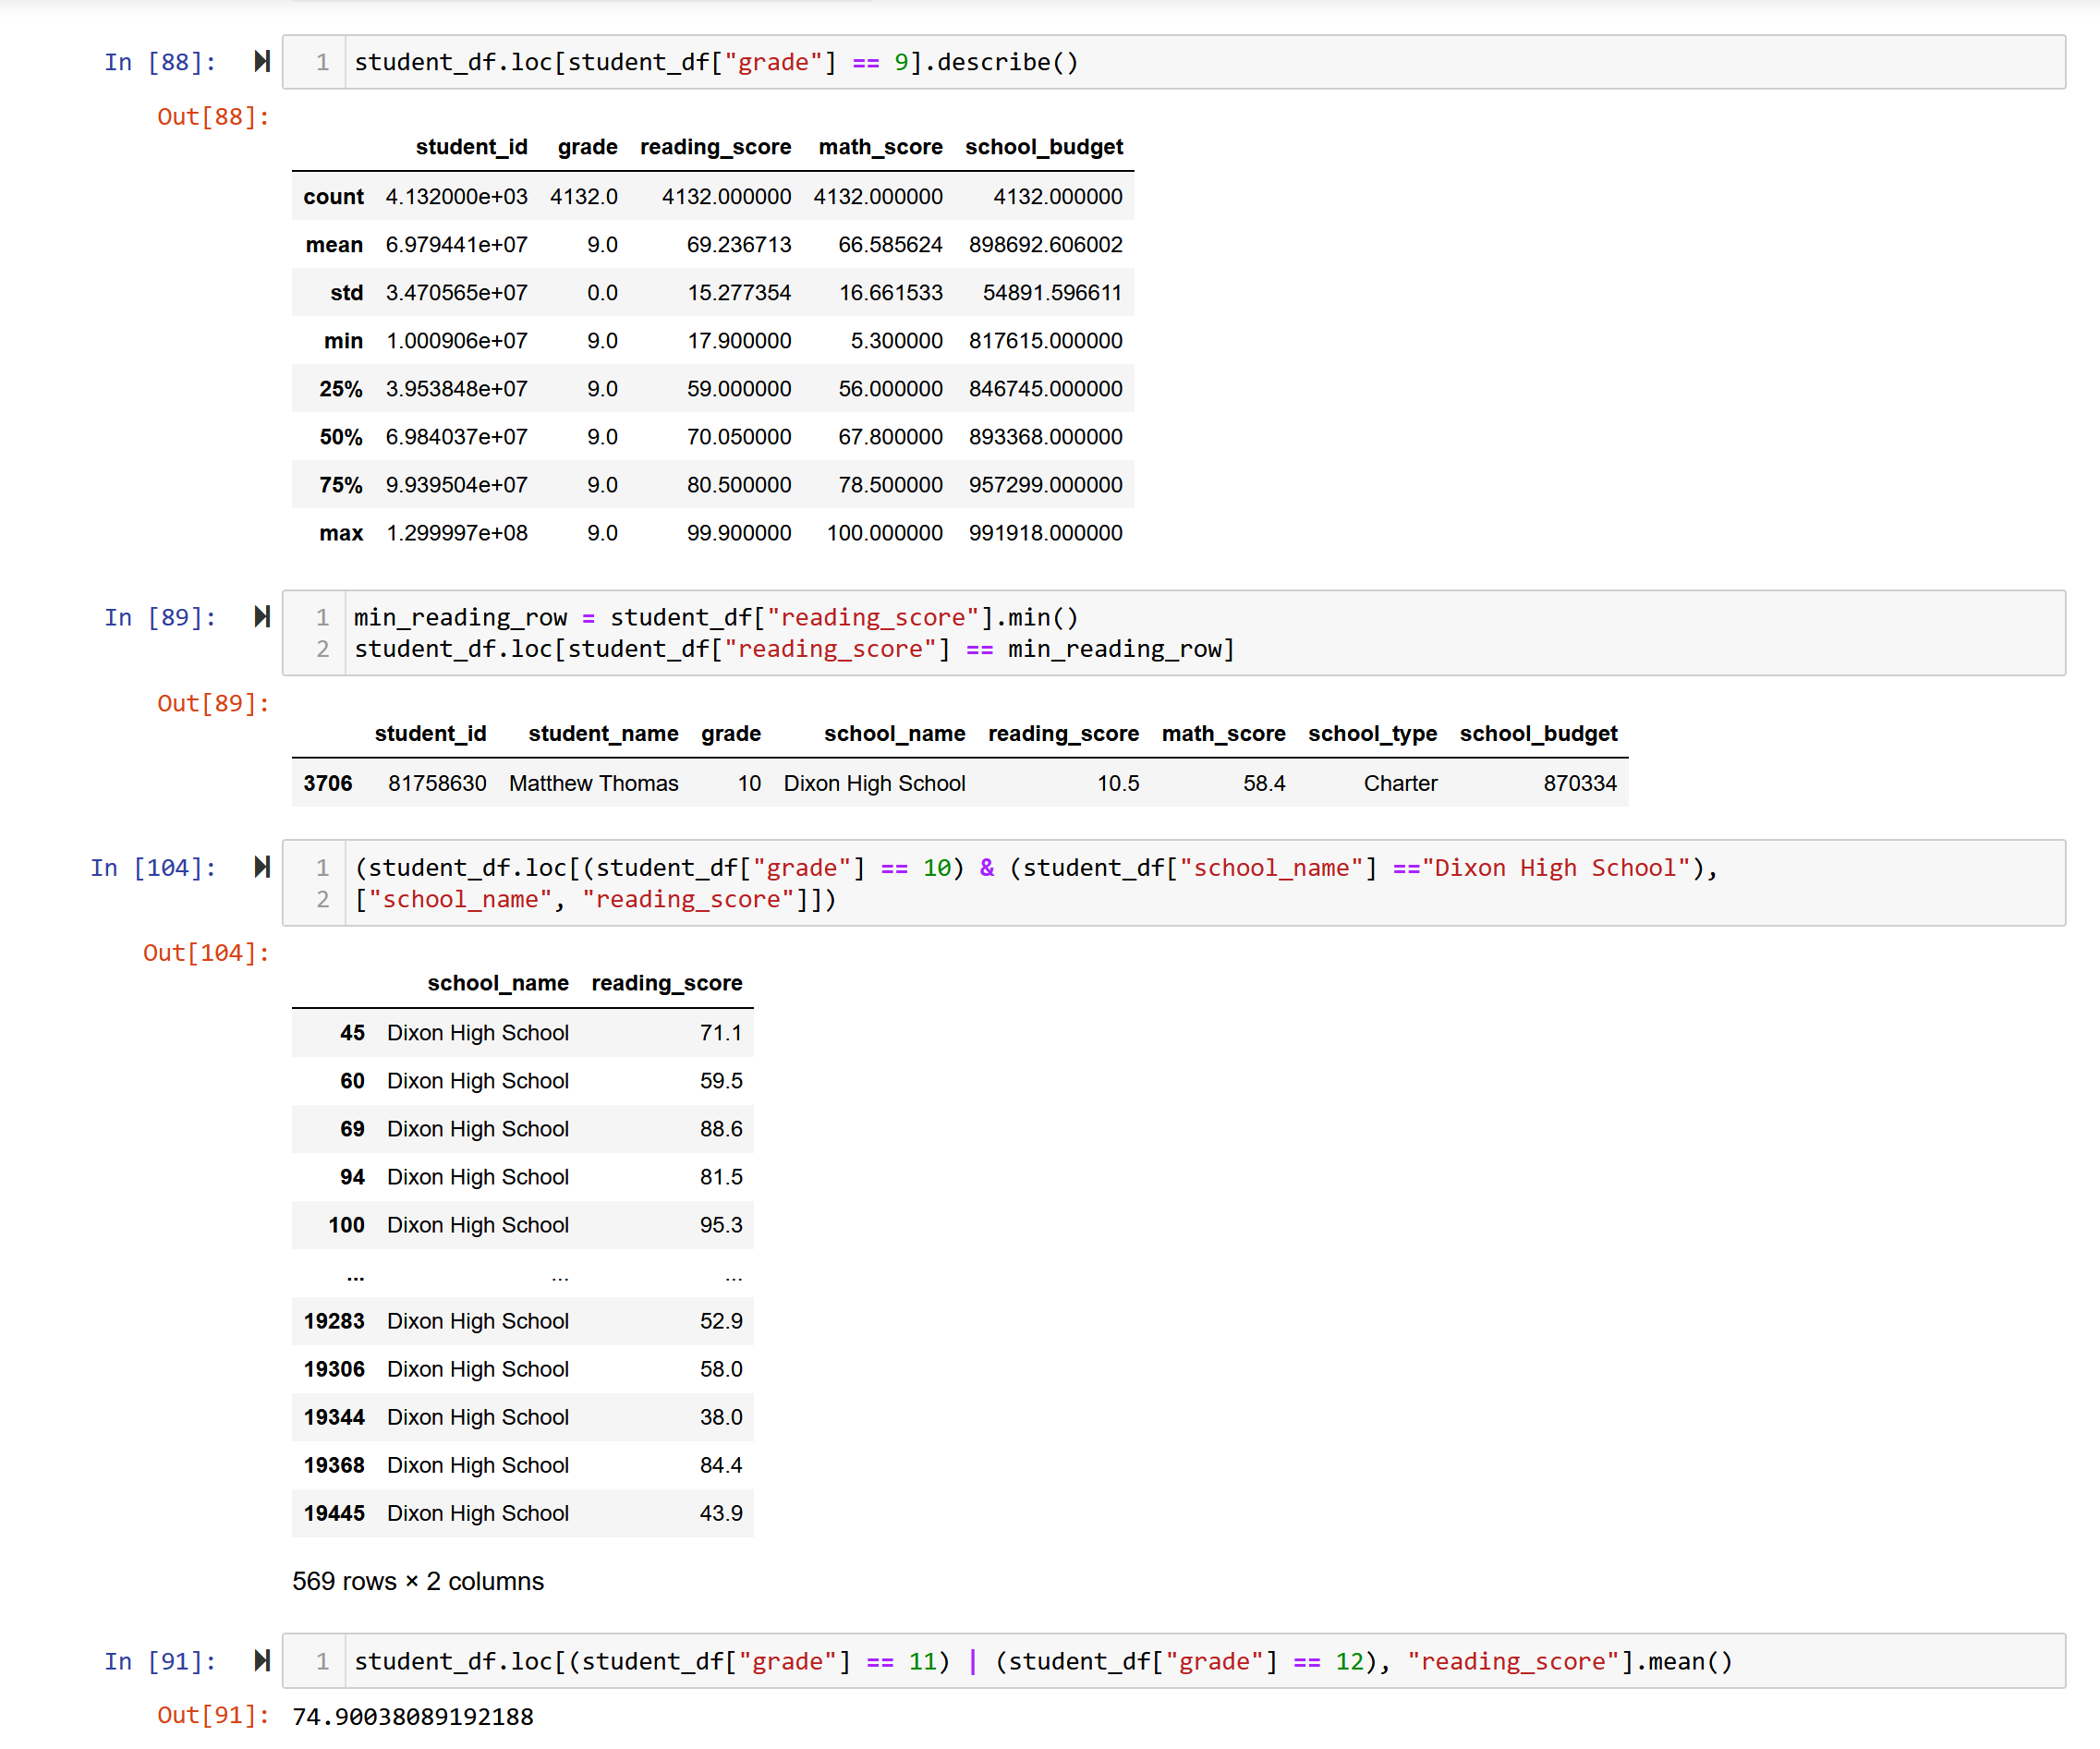 In [88]: 1 student_df.loc[student_df["grade"] == 9].describe()
Out[88]:
student_id grade reading_score math_score school_budget
count 4.132000e+03 4132.0 4132.000000 4132.000000 4132.000000
mean 6.979441e+07 9.0 69.236713 66.585624 898692.606002
std 3.470565e+07 0.0 15.277354 16.661533 54891.596611
min 1.000906e+07 9.0 17.900000 5.300000 817615.000000
25% 3.953848e+07 9.0 59.000000 56.000000 846745.000000
50% 6.984037e+07 9.0 70.050000 67.800000 893368.000000
75% 9.939504e+07 9.0 80.500000 78.500000 957299.000000
max 1.299997e+08 9.0 99.900000 100.000000 991918.000000
In [89]: 1 min_reading_row = student_df["reading_score"].min()
2 student_df.loc[student_df["reading_score"] == min_reading_row]
Out[89]:
student_id student_name grade school_name reading_score math_score school_type school_budget
3706 81758630 Matthew Thomas 10 Dixon High School 10.5 58.4 Charter 870334
In [104]: 1 (student_df.loc[(student_df["grade"] == 10) & (student_df["school_name"] =="Dixon High School"),
2 ["school_name", "reading_score"]])
Out[104]:
school_name reading_score
45 Dixon High School 71.1
60 Dixon High School 59.5
69 Dixon High School 88.6
94 Dixon High School 81.5
100 Dixon High School 95.3
... ... ...
19283 Dixon High School 52.9
19306 Dixon High School 58.0
19344 Dixon High School 38.0
19368 Dixon High School 84.4
19445 Dixon High School 43.9
569 rows × 2 columns
In [91]: 1 student_df.loc[(student_df["grade"] == 11) | (student_df["grade"] == 12), "reading_score"].mean()
Out[91]: 74.90038089192188